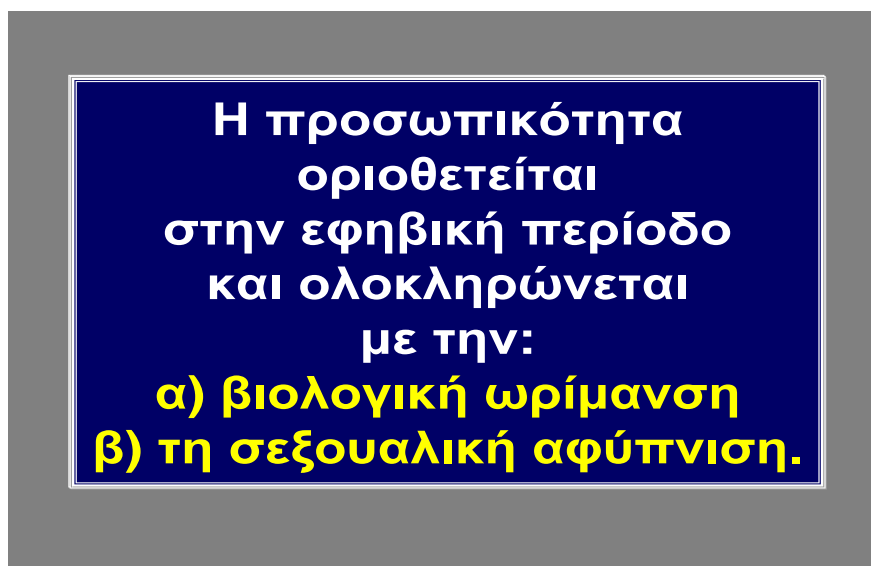 Η προσωπικότητα
οριοθετείται
στην εφηβική περίοδο
και ολοκληρώνεται
με την:
α) βιολογική ωρίμανση
β) τη σεξουαλική αφύπνιση.